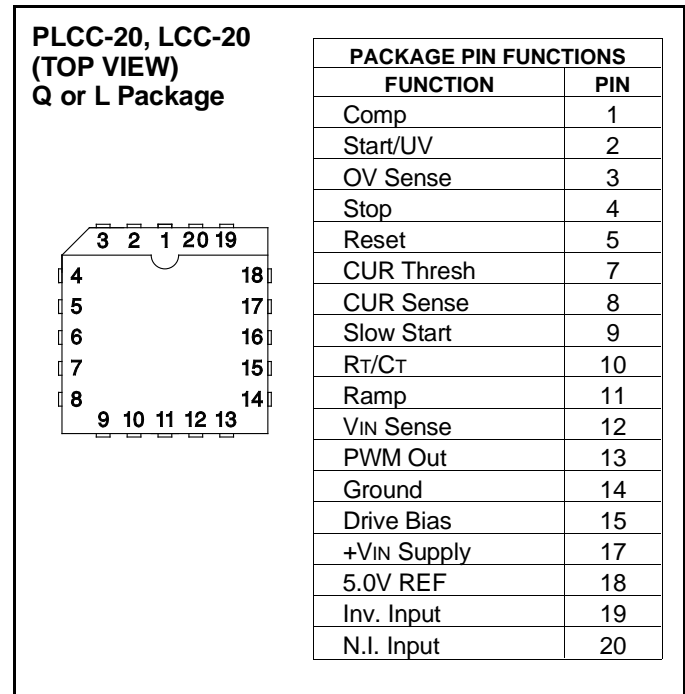 PLCC-20, LCC-20
(TOP VIEW)
Q or L Package
3 2 1 20 19
4 18
5 17
6 16
7 15
8 14
9 10 11 12 13
PACKAGE PIN FUNCTIONS
FUNCTION PIN
Comp 1
Start/UV 2
OV Sense 3
Stop 4
Reset 5
CUR Thresh 7
CUR Sense 8
Slow Start 9
RT/CT 10
Ramp 11
VIN Sense 12
PWM Out 13
Ground 14
Drive Bias 15
+VIN Supply 17
5.0V REF 18
Inv. Input 19
N.I. Input 20